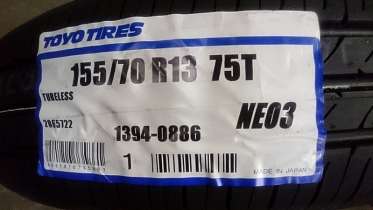 TOYO TIRES
155/70 R13 75T
TUBELESS
2865722
1394-0886
NE03
1
MADE IN JAPAN